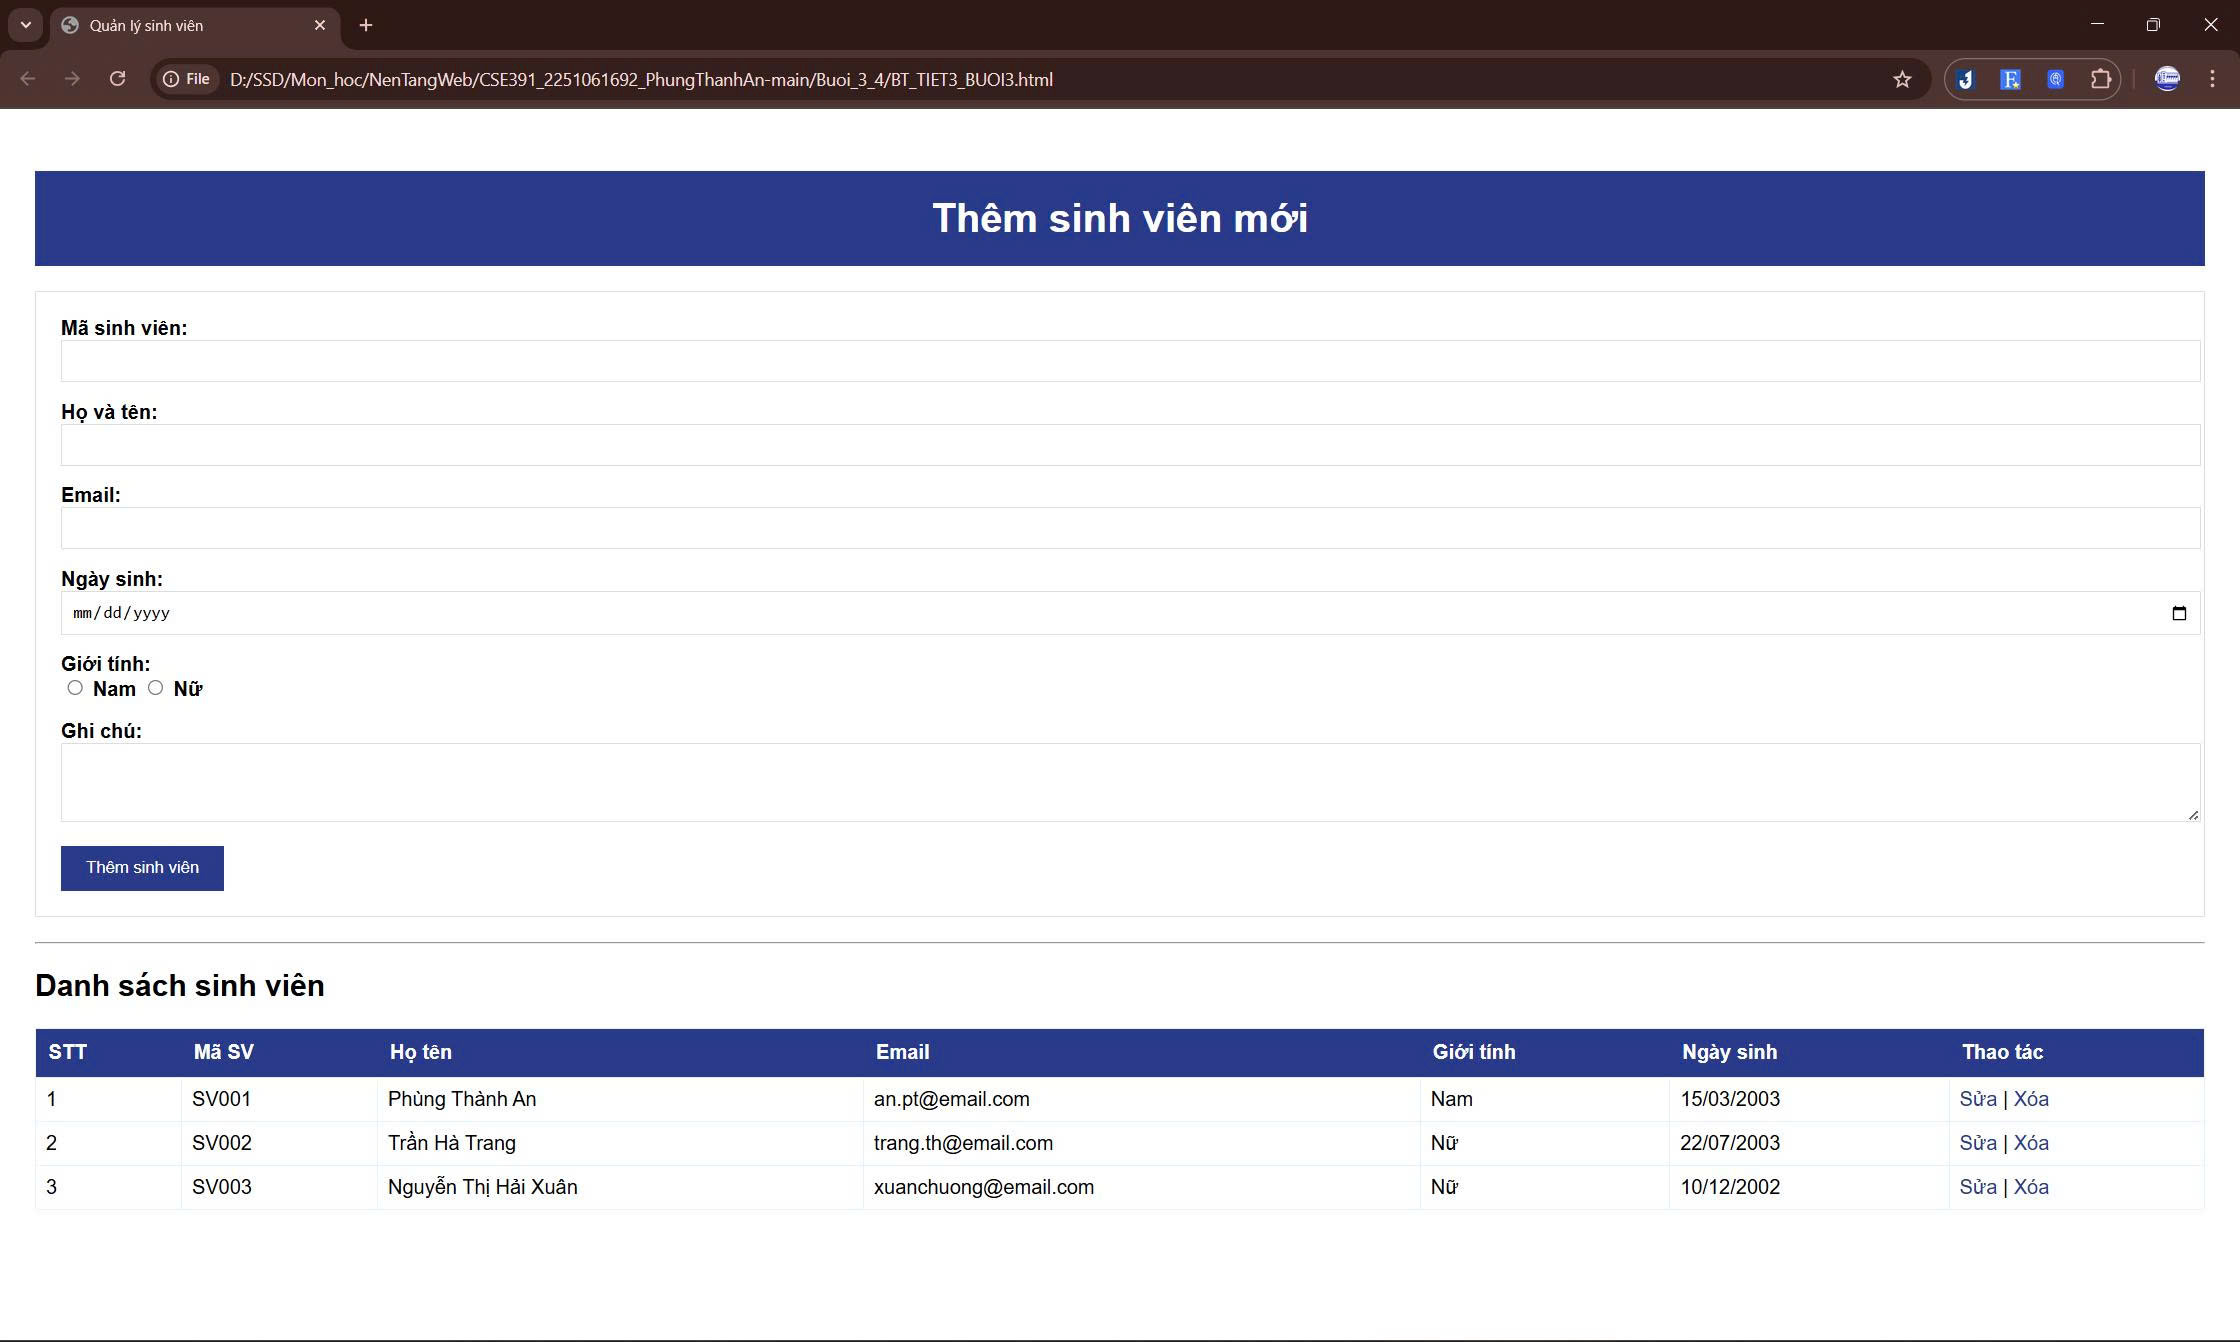 Quản lý sinh viên
File D:/SSD/Mon_hoc/NenTangWeb/CSE391_2251061692_PhungThanhAn-main/Buoi_3_4/BT_TIET3_BUOI3.html
Thêm sinh viên mới
Mã sinh viên:
Họ và tên:
Email:
Ngày sinh:
mm/dd/yyyy
Giới tính:
Nam Nữ
Ghi chú:
Thêm sinh viên
Danh sách sinh viên
STT Mã SV Họ tên Email Giới tính Ngày sinh Thao tác
1 SV001 Phùng Thành An an.pt@email.com Nam 15/03/2003 Sửa | Xóa
2 SV002 Trần Hà Trang trang.th@email.com Nữ 22/07/2003 Sửa | Xóa
3 SV003 Nguyễn Thị Hải Xuân xuanchuong@email.com Nữ 10/12/2002 Sửa | Xóa